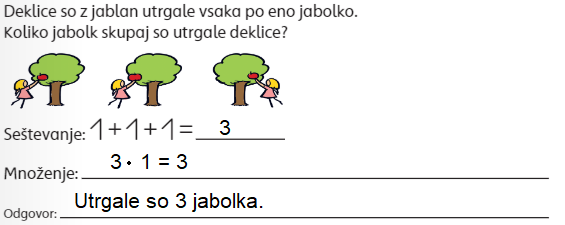 Deklice so z jablan utrgale vsaka po eno jabolko.
Koliko jabolk skupaj so utrgale deklice?
Seštevanje: 1+1+1= 3
Množenje: 3 · 1 = 3
Odgovor: Utrgale so 3 jabolka.